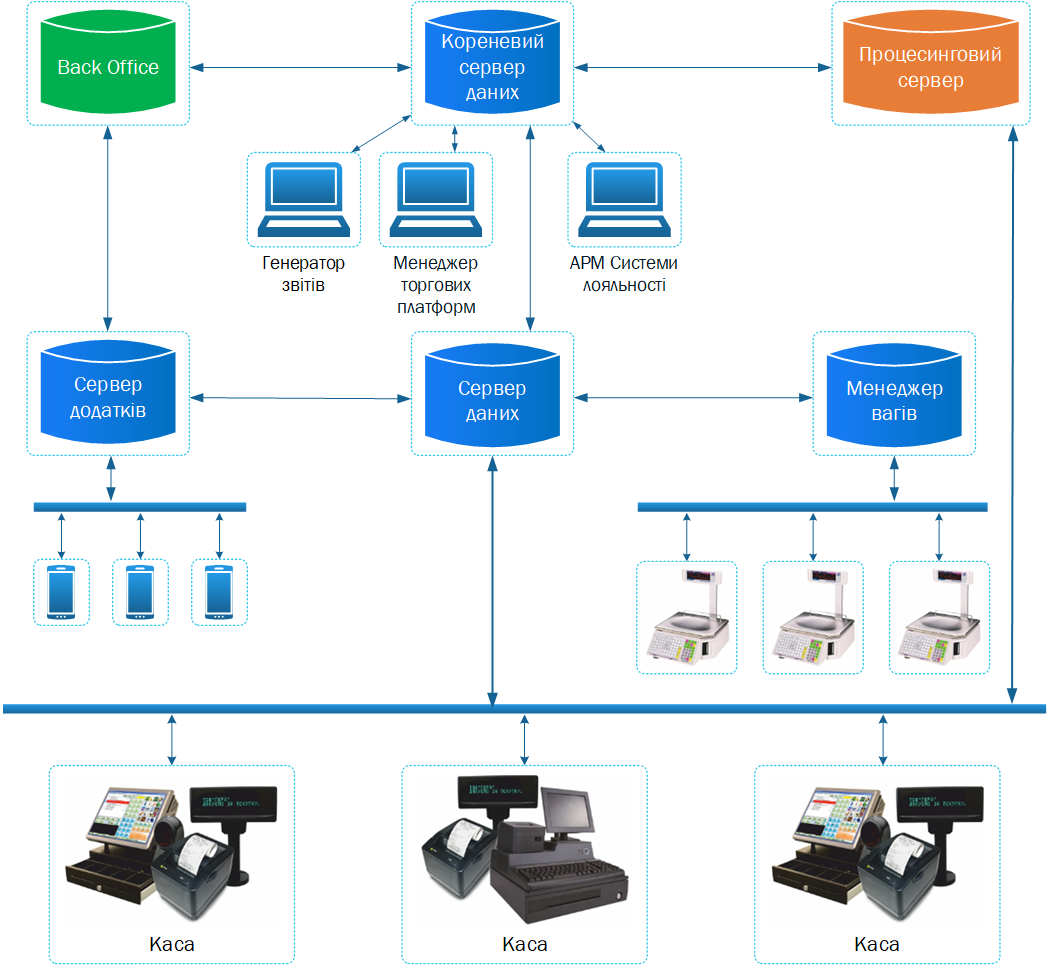 Back Office
Кореневий
сервер
даних
Процесинговий
сервер
Генератор
звітів
Менеджер
торгових
платформ
АРМ Системи
лояльності
Сервер
додатків
Сервер
даних
Менеджер
вагів
Каса
Каса
Каса